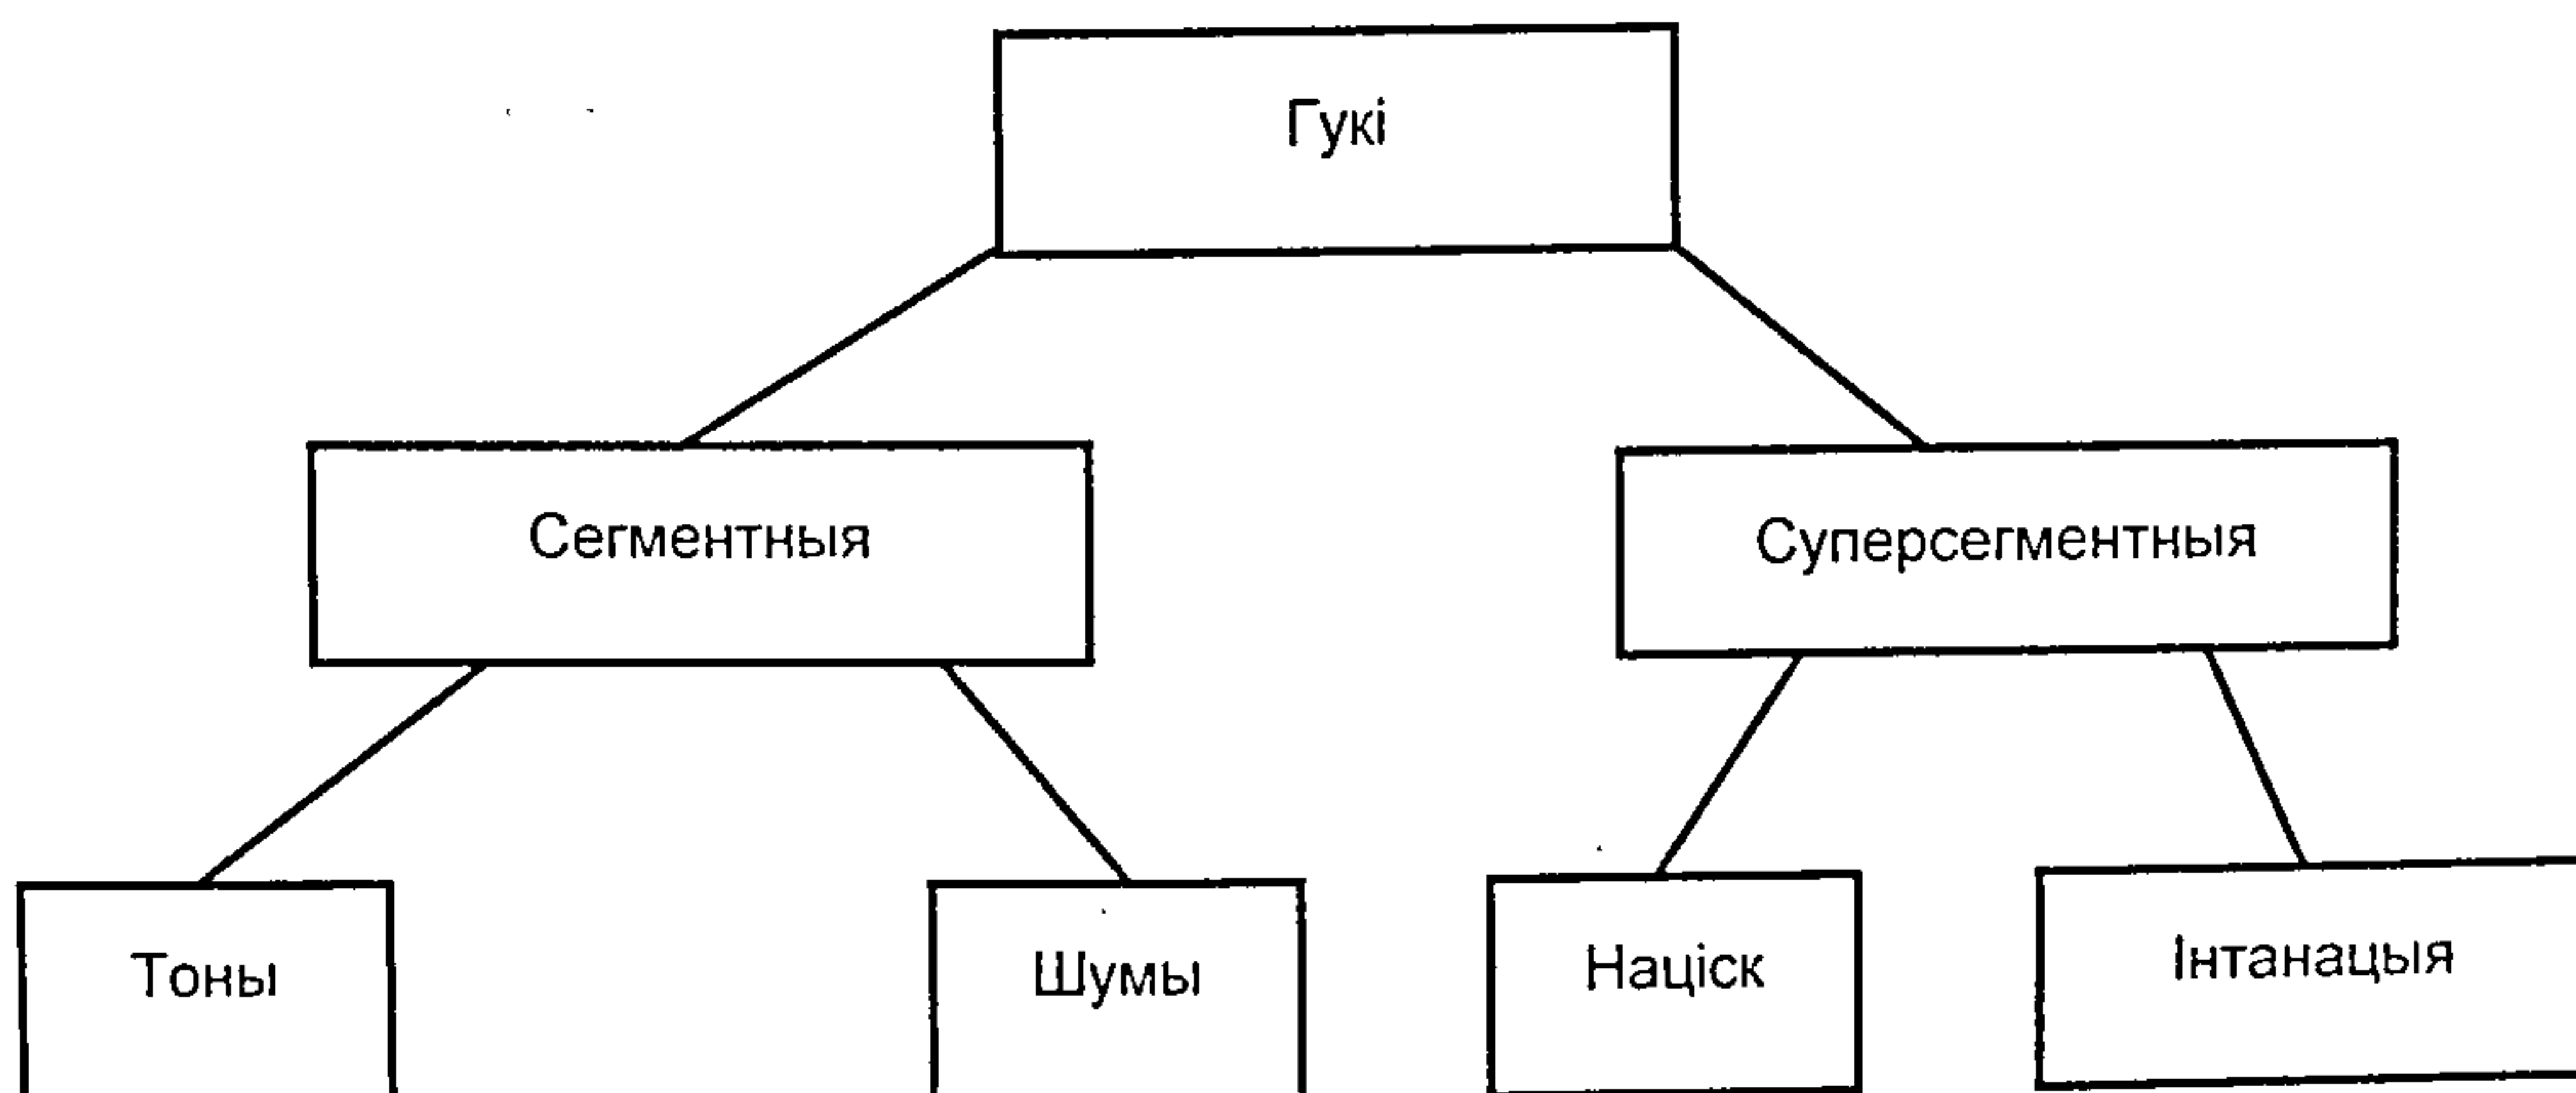 Гукі
Сегментныя
Суперсегментныя
Тоны
Шумы
Націск
Інтанацыя